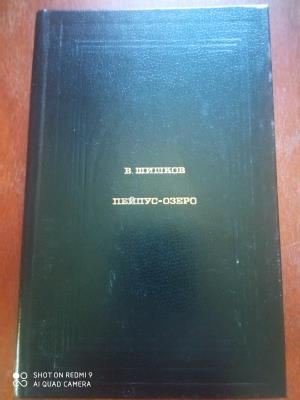 В. ШИШКОВ
ПЕЙПУС-ОЗЕРО
SHOT ON REDMI 9
AI QUAD CAMERA